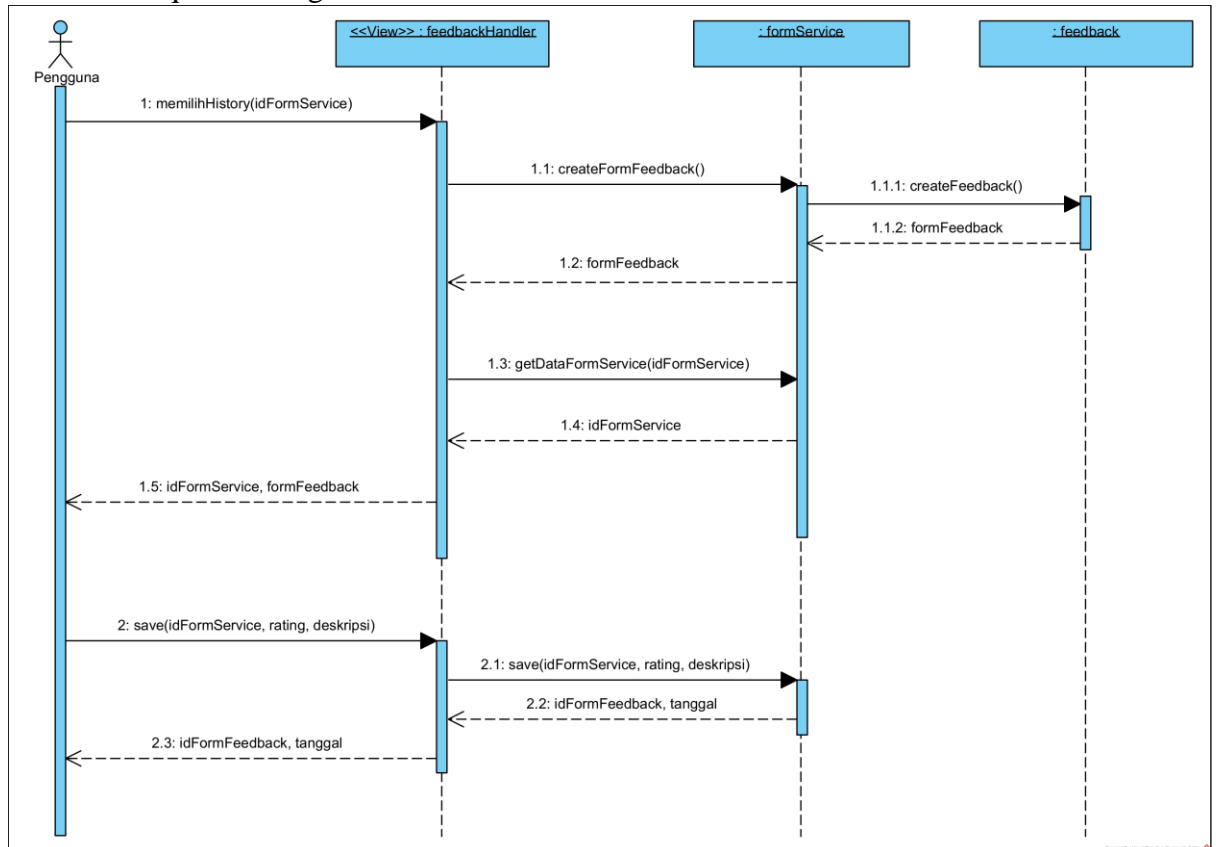 <<View>> : feedbackHandler
: formService
: feedback
Pengguna
1: memilihHistory(idFormService)
1.1: createFormFeedback()
1.1.1: createFeedback()
1.1.2: formFeedback
1.2: formFeedback
1.3: getDataFormService(idFormService)
1.4: idFormService
1.5: idFormService, formFeedback
2: save(idFormService, rating, deskripsi)
2.1: save(idFormService, rating, deskripsi)
2.2: idFormFeedback, tanggal
2.3: idFormFeedback, tanggal